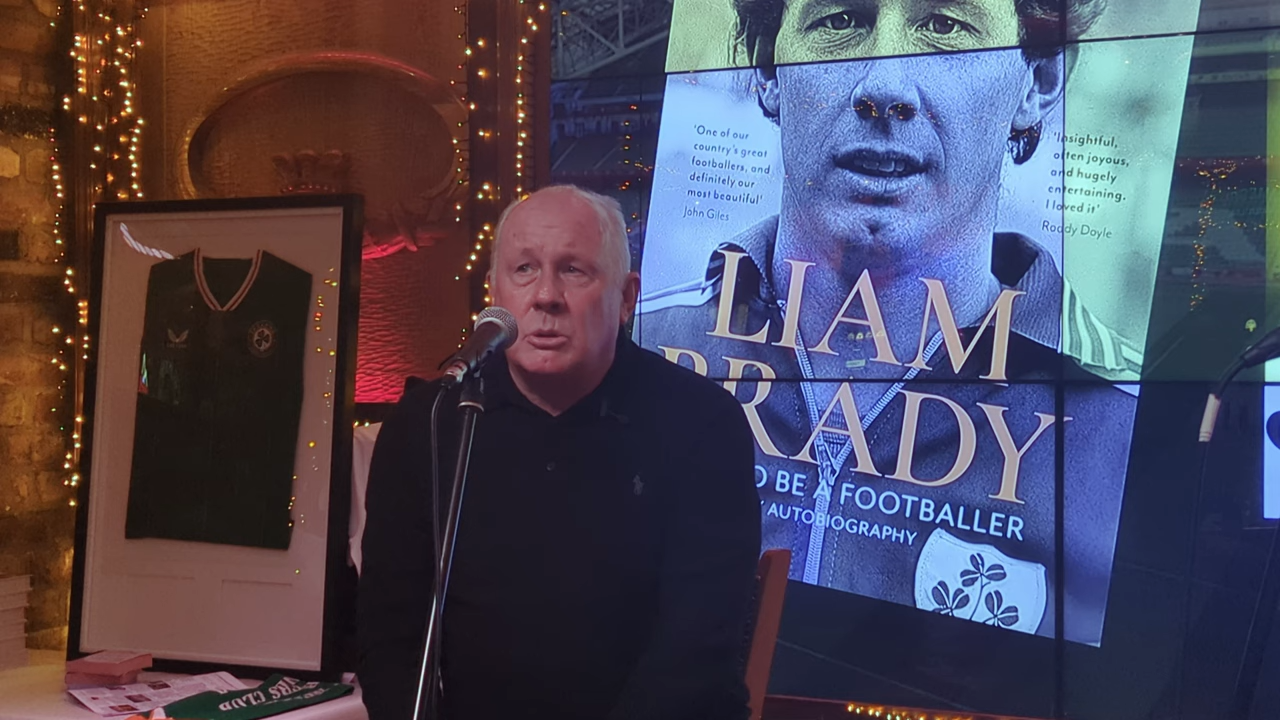 'One of our
country's great
footballers, and
definitely our
most beautiful'
John Giles
'Insightful,
often joyous,
and hugely
entertaining.
I loved it'
Roddy Doyle
LIAM
BRADY
O BE A FOOTBALLER
AUTOBIOGRAPHY
CLUB